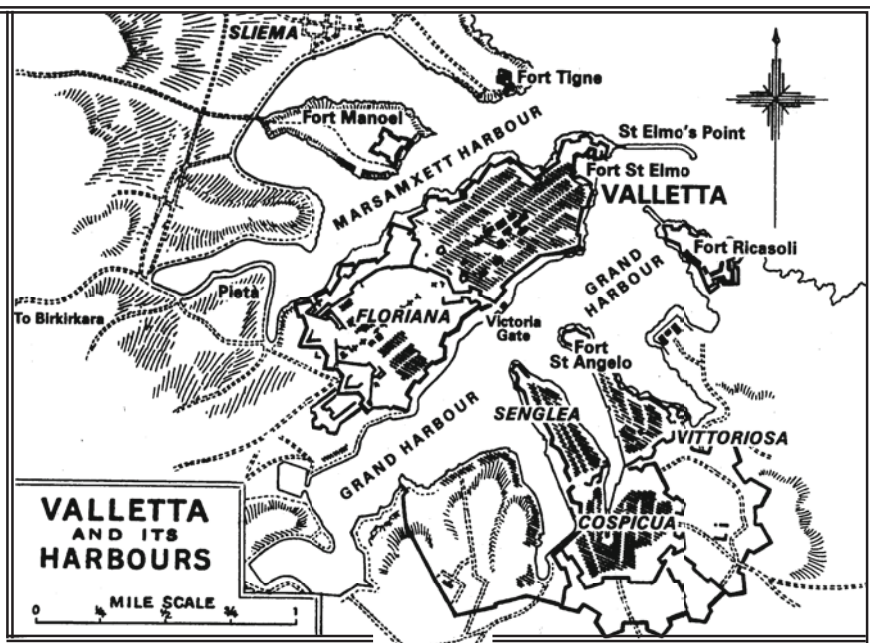 SLIEMA
Fort Tigne
Fort Manoel
St Elmo's Point
MARSAMXETT HARBOUR
Fort St Elmo
VALLETTA
Fort Ricasoli
GRAND
HARBOUR
Pietà
To Birkirkara
FLORIANA
Victoria
Gate
Fort
St Angelo
SENGLEA
VITTORIOSA
GRAND HARBOUR
COSPICUA
VALLETTA
AND ITS
HARBOURS
MILE SCALE
0 ¼ ½ ¾ 1